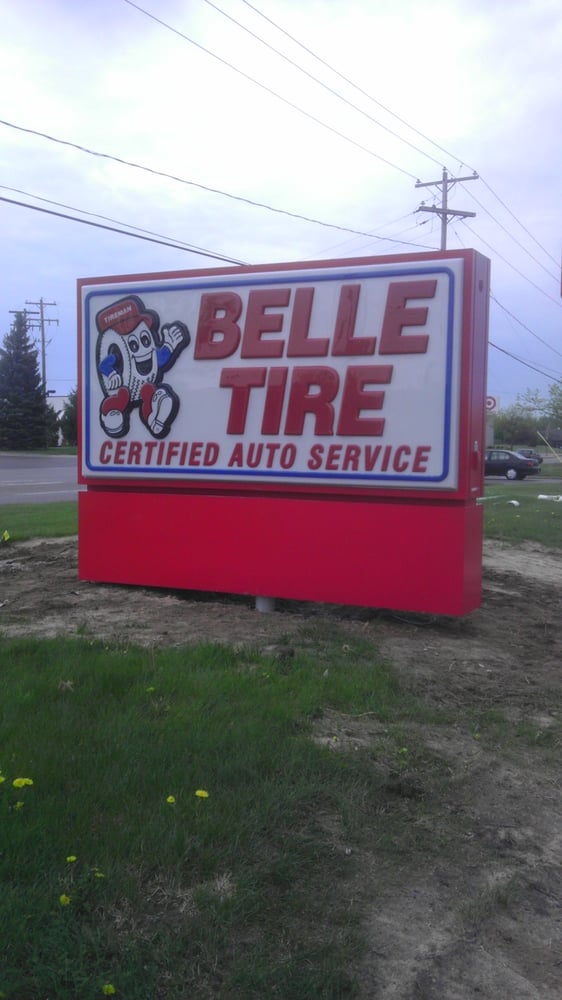 TIREMAN
BELLE
TIRE
CERTIFIED AUTO SERVICE